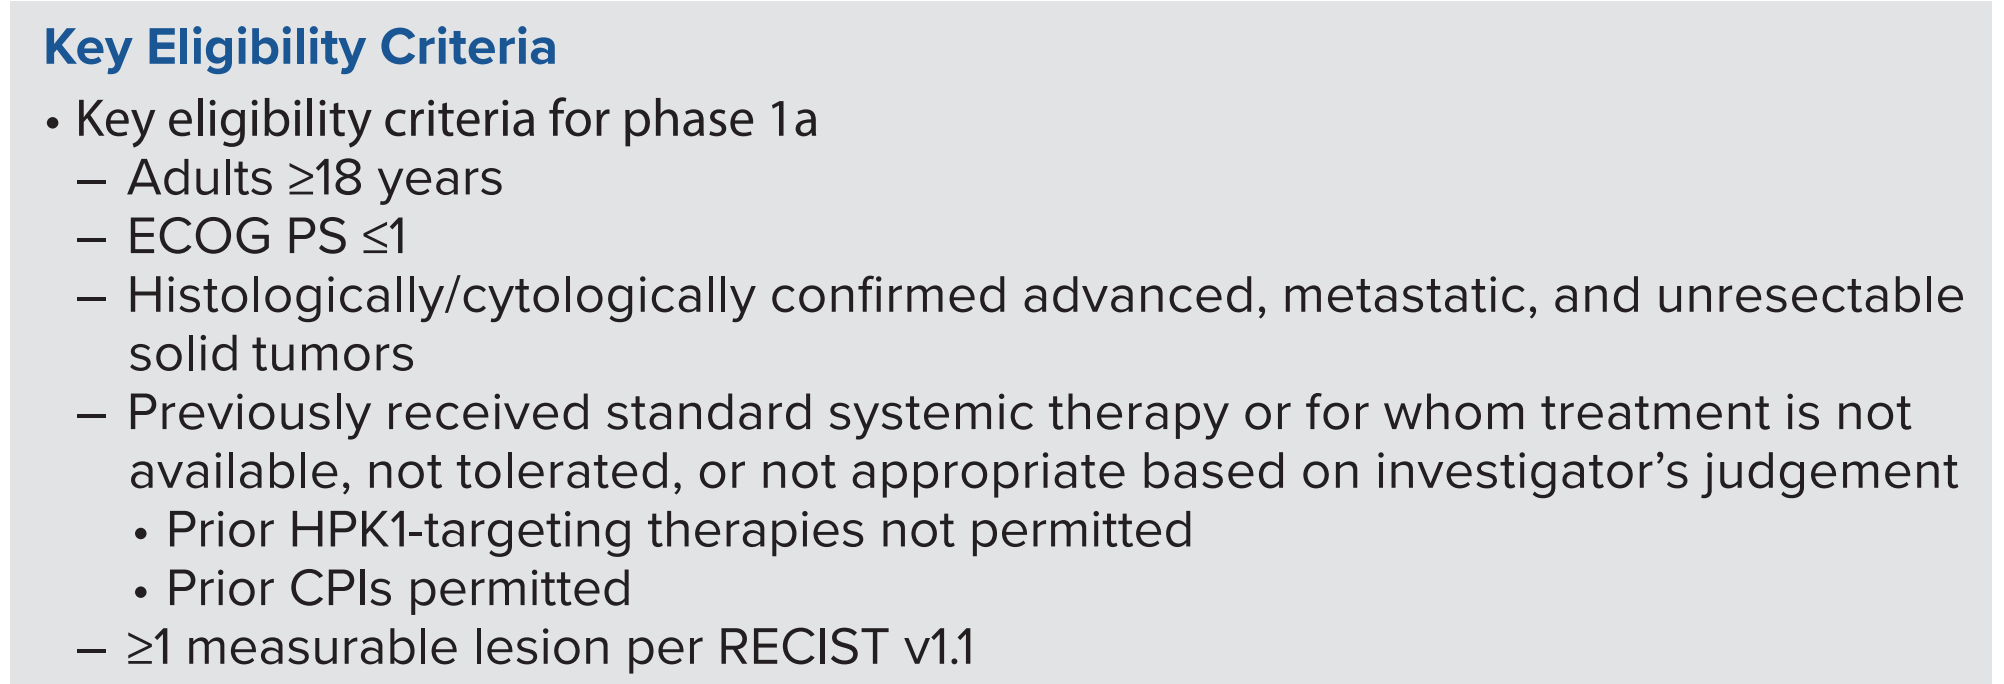 Key Eligibility Criteria
• Key eligibility criteria for phase 1a
– Adults ≥18 years
– ECOG PS ≤1
– Histologically/cytologically confirmed advanced, metastatic, and unresectable
solid tumors
– Previously received standard systemic therapy or for whom treatment is not
available, not tolerated, or not appropriate based on investigator’s judgement
• Prior HPK1-targeting therapies not permitted
• Prior CPIs permitted
– ≥1 measurable lesion per RECIST v1.1